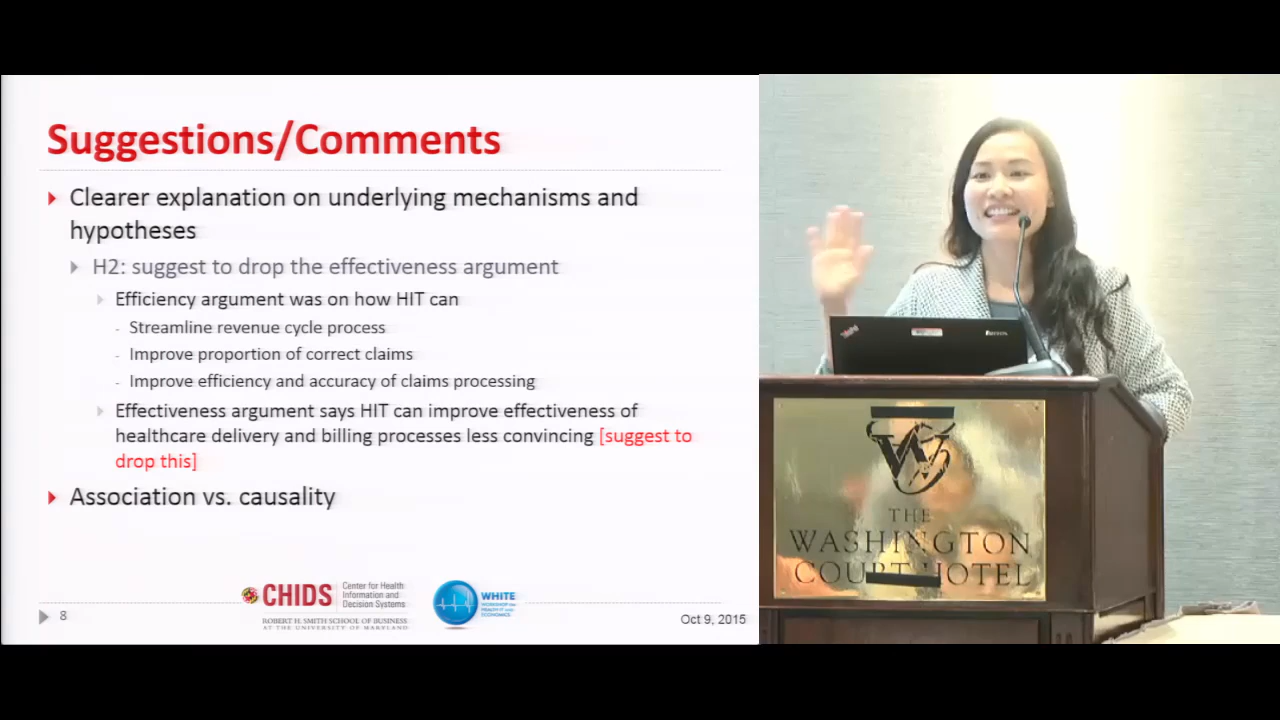 Suggestions/Comments
Clearer explanation on underlying mechanisms and
hypotheses
H2: suggest to drop the effectiveness argument
Efficiency argument was on how HIT can
- Streamline revenue cycle process
- Improve proportion of correct claims
- Improve efficiency and accuracy of claims processing
Effectiveness argument says HIT can improve effectiveness of
healthcare delivery and billing processes less convincing [suggest to
drop this]
Association vs. causality
8
CHIDS
Center for Health
Information and
Decision Systems
ROBERT H. SMITH SCHOOL OF BUSINESS
AT THE UNIVERSITY OF MARYLAND
WHITE
WORKSHOP ON
HEALTH IT AND
ECONOMICS
Oct 9, 2015
ThinkPad
W
THE
WASHINGTON
COURT HOTEL